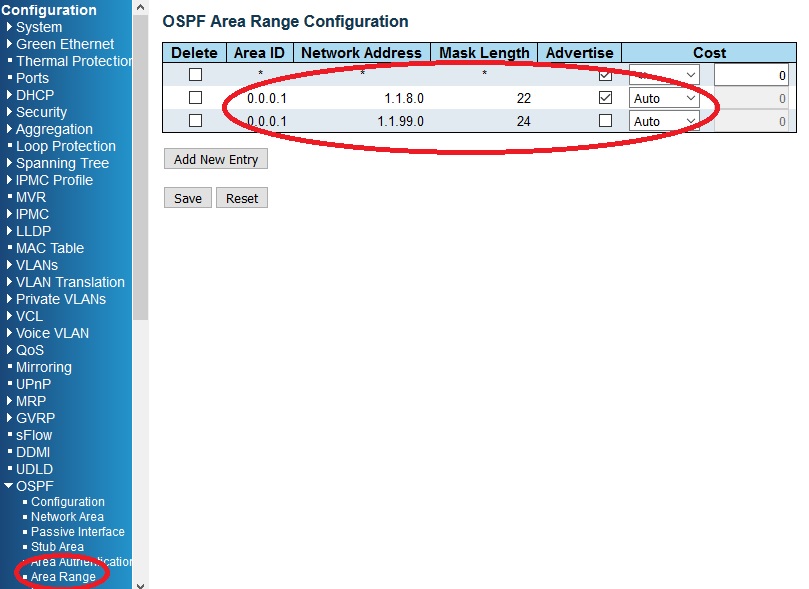 Configuration
System
Green Ethernet
Thermal Protection
Ports
DHCP
Security
Aggregation
Loop Protection
Spanning Tree
IPMC Profile
MVR
IPMC
LLDP
MAC Table
VLANs
VLAN Translation
Private VLANs
VCL
Voice VLAN
QoS
Mirroring
UPnP
MRP
GVRP
sFlow
DDMI
UDLD
OSPF
Configuration
Network Area
Passive Interface
Stub Area
Area Authentication
Area Range
OSPF Area Range Configuration
Delete Area ID Network Address Mask Length Advertise Cost
* * * 0
0.0.0.1 1.1.8.0 22 Auto 0
0.0.0.1 1.1.99.0 24 Auto 0
Add New Entry
Save Reset